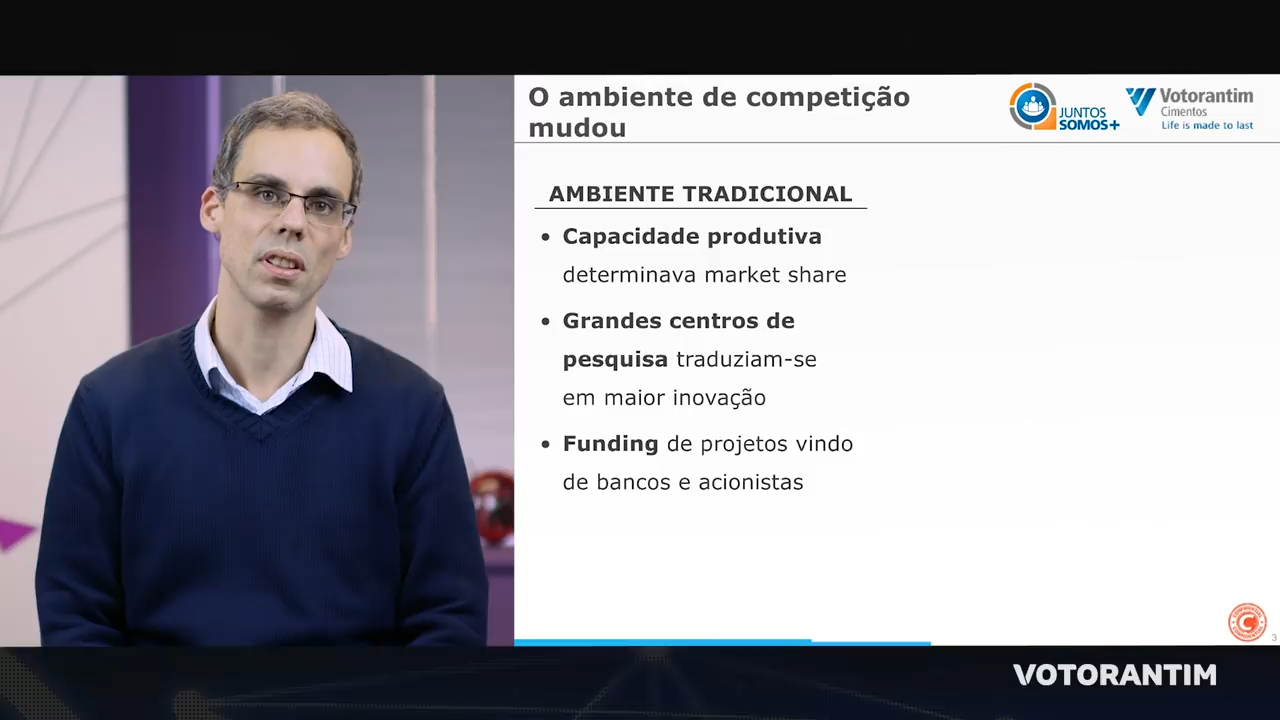 O ambiente de competição
mudou
JUNTOS
SOMOS+
Votorantim
Cimentos
Life is made to last
AMBIENTE TRADICIONAL
• Capacidade produtiva
determinava market share
• Grandes centros de
pesquisa traduziam-se
em maior inovação
• Funding de projetos vindo
de bancos e acionistas
C
3
VOTORANTIM